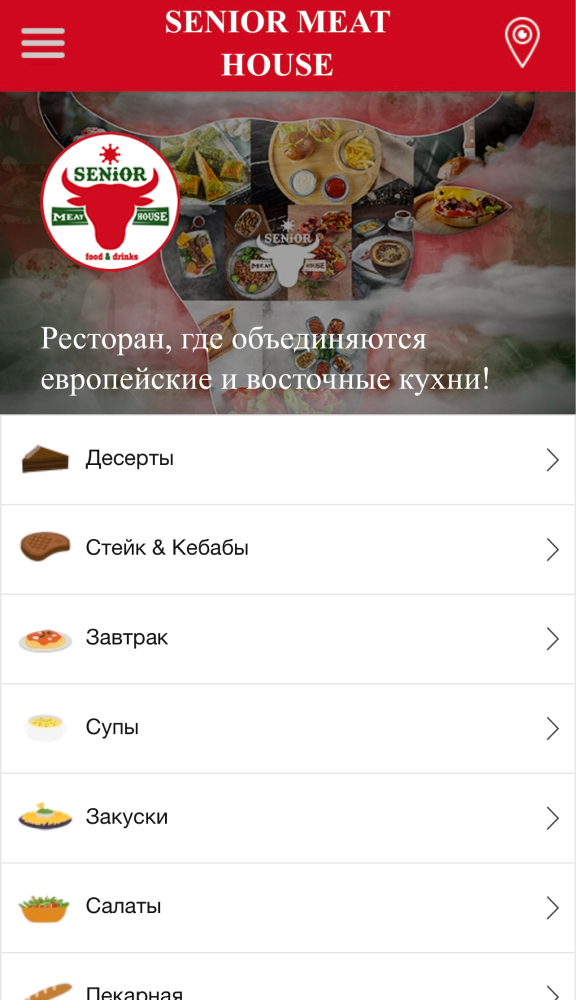 SENIOR MEAT
HOUSE
SENiOR
MEAT HOUSE
food & drinks
SENiOR
MEAT HOUSE
Ресторан, где объединяются
европейские и восточные кухни!
Десерты
Стейк & Кебабы
Завтрак
Супы
Закуски
Салаты
Пекарная